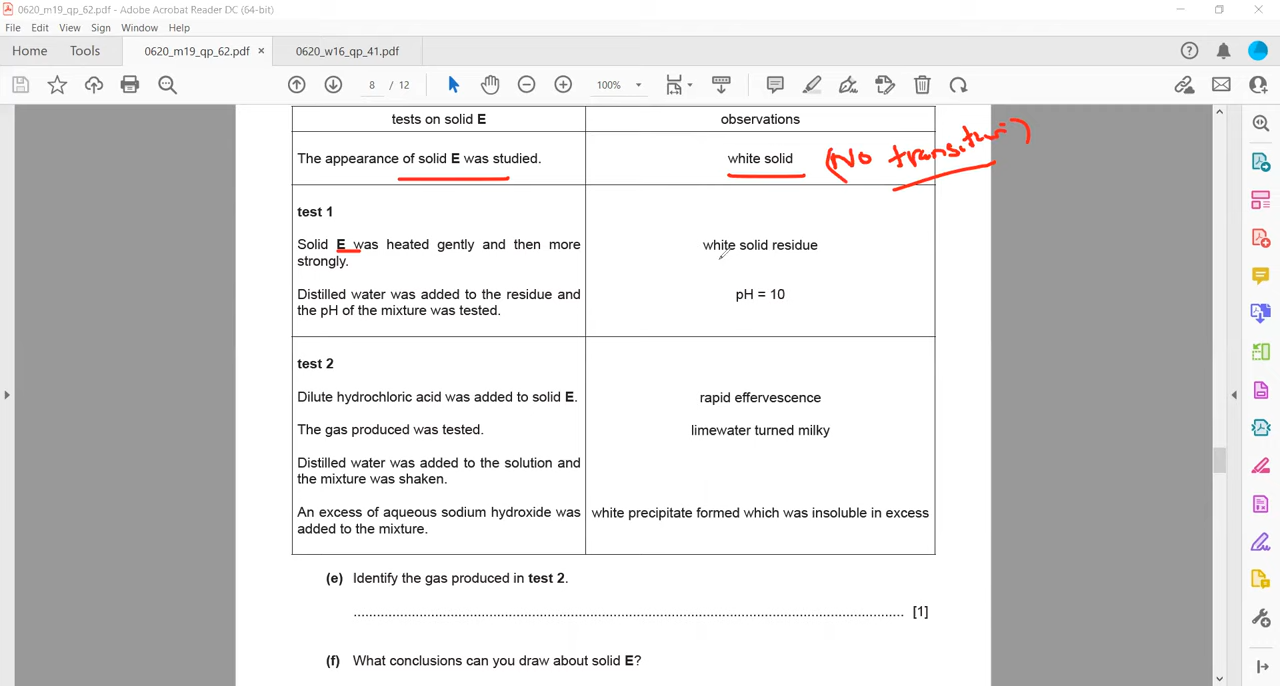 0620_m19_qp_62.pdf - Adobe Acrobat Reader DC (64-bit)
File Edit View Sign Window Help
Home Tools 0620_m19_qp_62.pdf × 0620_w16_qp_41.pdf
8 / 12 100%
tests on solid E observations
The appearance of solid E was studied. white solid (No transition)
test 1
Solid E was heated gently and then more white solid residue
strongly.
Distilled water was added to the residue and pH = 10
the pH of the mixture was tested.
test 2
Dilute hydrochloric acid was added to solid E. rapid effervescence
The gas produced was tested. limewater turned milky
Distilled water was added to the solution and
the mixture was shaken.
An excess of aqueous sodium hydroxide was white precipitate formed which was insoluble in excess
added to the mixture.
(e) Identify the gas produced in test 2.
.......................................................................................................................................... [1]
(f) What conclusions can you draw about solid E?